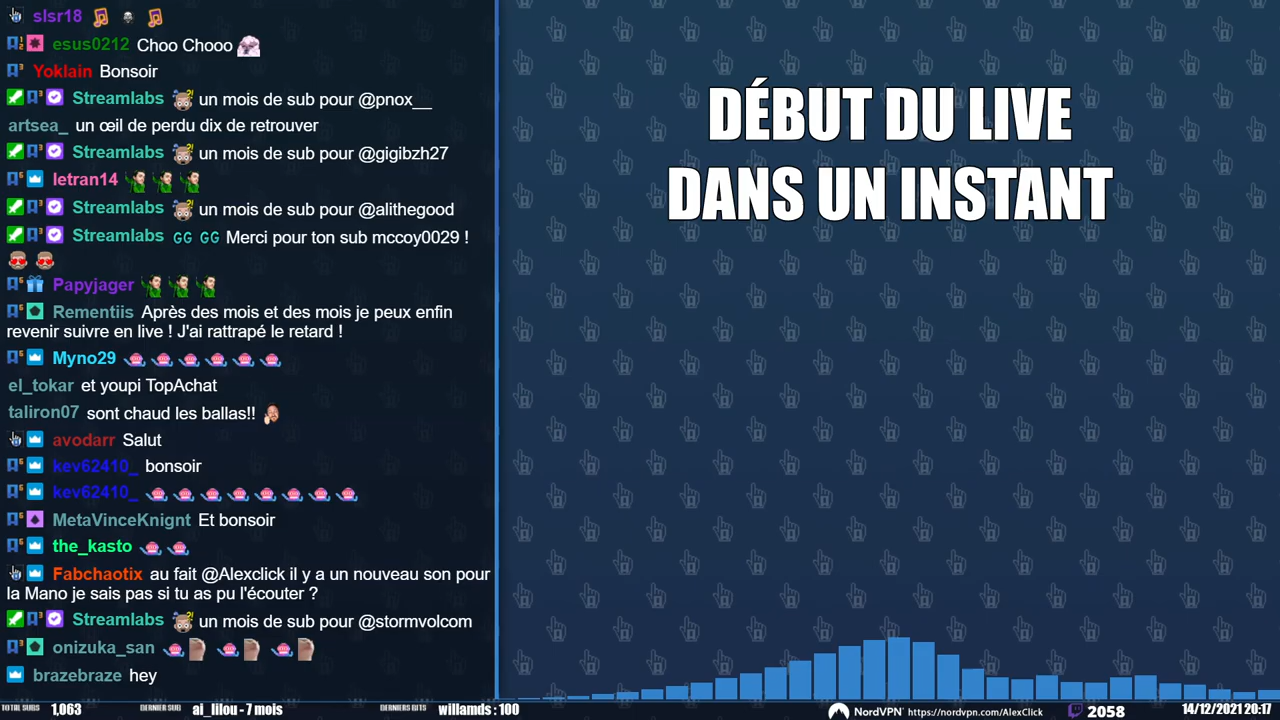 slsr18
esus0212 Choo Chooo
Yoklain Bonsoir
Streamlabs un mois de sub pour @pnox__
artsea_ un œil de perdu dix de retrouver
Streamlabs un mois de sub pour @gigibzh27
letran14
Streamlabs un mois de sub pour @alithegood
Streamlabs GG GG Merci pour ton sub mccoy0029 !
Papyjager
Rementiis Après des mois et des mois je peux enfin
revenir suivre en live ! J'ai rattrapé le retard !
Myno29
el_tokar et youpi TopAchat
taliron07 sont chaud les ballas!!
avodarr Salut
kev62410_ bonsoir
kev62410_
MetaVinceKnignt Et bonsoir
the_kasto
Fabchaotix au fait @Alexclick il y a un nouveau son pour
la Mano je sais pas si tu as pu l'écouter ?
Streamlabs un mois de sub pour @stormvolcom
onizuka_san
brazebraze hey
DÉBUT DU LIVE
DANS UN INSTANT
TOTAL SUBS 1,063 DERNIER SUB ai_lilou - 7 mois DERNIERS BITS willamds : 100 NordVPN https://nordvpn.com/AlexClick 2058 14/12/2021 20:17